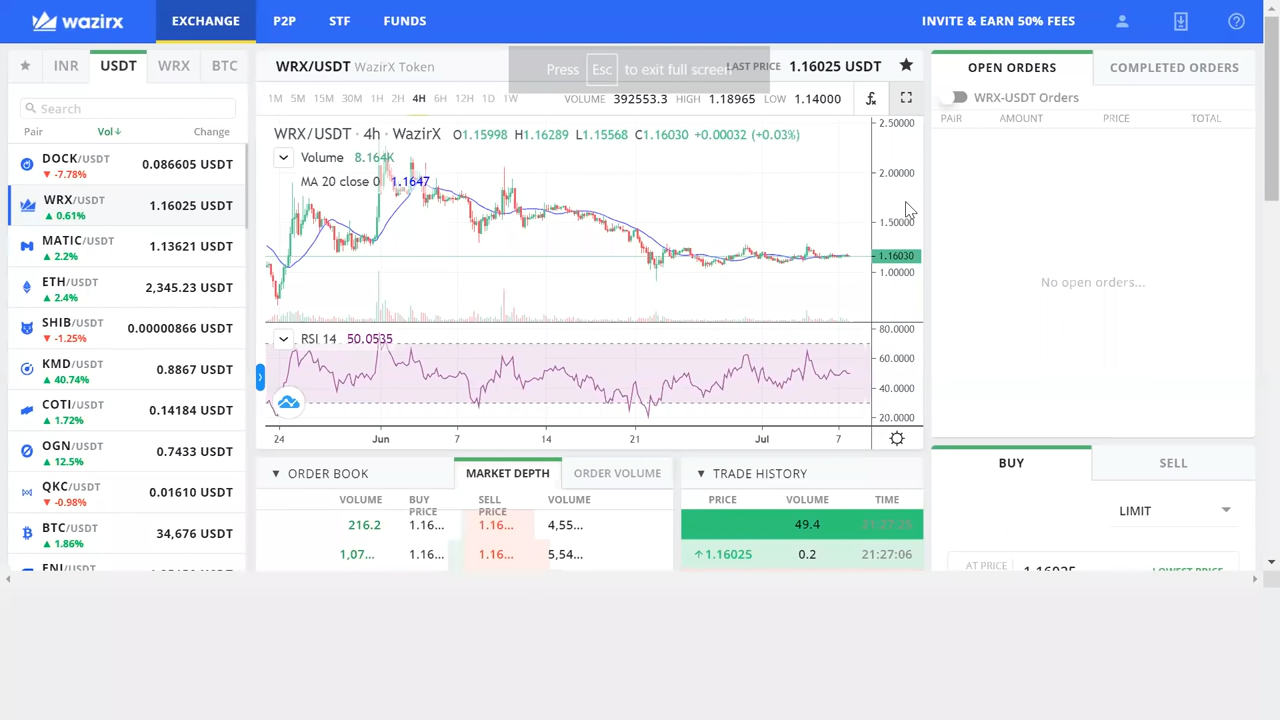 wazirx EXCHANGE P2P STF FUNDS INVITE & EARN 50% FEES
INR USDT WRX BTC
Search
Pair Vol↓ Change
DOCK/USDT 0.086605 USDT
▼ -7.78%
WRX/USDT 1.16025 USDT
▲ 0.61%
MATIC/USDT 1.13621 USDT
▲ 2.2%
ETH/USDT 2,345.23 USDT
▲ 2.4%
SHIB/USDT 0.00000866 USDT
▼ -1.25%
KMD/USDT 0.8867 USDT
▲ 40.74%
COTI/USDT 0.14184 USDT
▲ 1.72%
OGN/USDT 0.7433 USDT
▲ 12.5%
QKC/USDT 0.01610 USDT
▼ -0.98%
BTC/USDT 34,676 USDT
▲ 1.86%
WRX/USDT WazirX Token
Press Esc to exit full screen
LAST PRICE 1.16025 USDT
1M 5M 15M 30M 1H 2H 4H 6H 12H 1D 1W VOLUME 392553.3 HIGH 1.18965 LOW 1.14000
WRX/USDT · 4h · WazirX O1.15998 H1.16289 L1.15568 C1.16030 +0.00032 (+0.03%)
Volume 8.164K
MA 20 close 0 1.1647
2.50000
2.00000
1.50000
1.16030
1.00000
RSI 14 50.0535
80.0000
60.0000
40.0000
20.0000
24 Jun 7 14 21 Jul 7
▼ ORDER BOOK MARKET DEPTH ORDER VOLUME
VOLUME BUY PRICE SELL PRICE VOLUME
216.2 1.16... 1.16... 4,55...
1,07... 1.16... 1.16... 5,54...
▼ TRADE HISTORY
PRICE VOLUME TIME
49.4 21:27:25
↑1.16025 0.2 21:27:06
OPEN ORDERS COMPLETED ORDERS
WRX-USDT Orders
PAIR AMOUNT PRICE TOTAL
No open orders...
BUY SELL
LIMIT
AT PRICE 1.16025 LOWEST PRICE